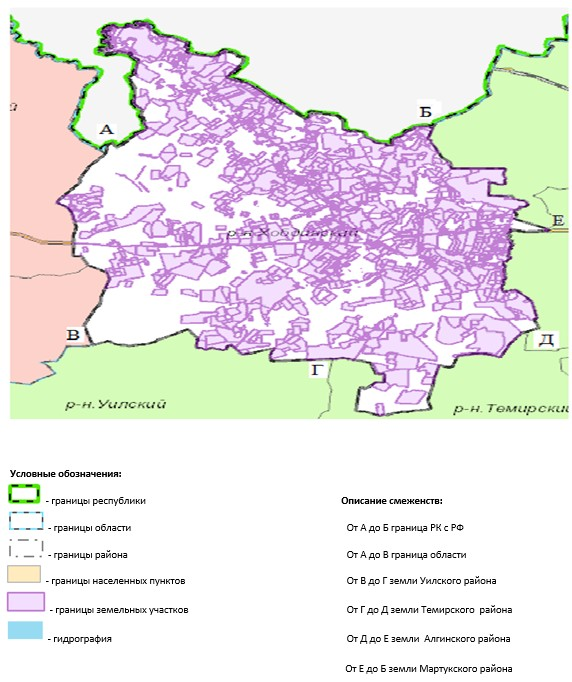 Б
А
й
Е
р-н. Хобдинский
В
Г
Д
р-н. Уилский
р-н. Темирски
Условные обозначения:
- границы республики
- границы области
- границы района
- границы населенных пунктов
- границы земельных участков
- гидрография
Описание смеженств:
От А до Б граница РК с РФ
От А до В граница области
От В до Г земли Уилского района
От Г до Д земли Темирского района
От Д до Е земли Алгинского района
От Е до Б земли Мартукского района